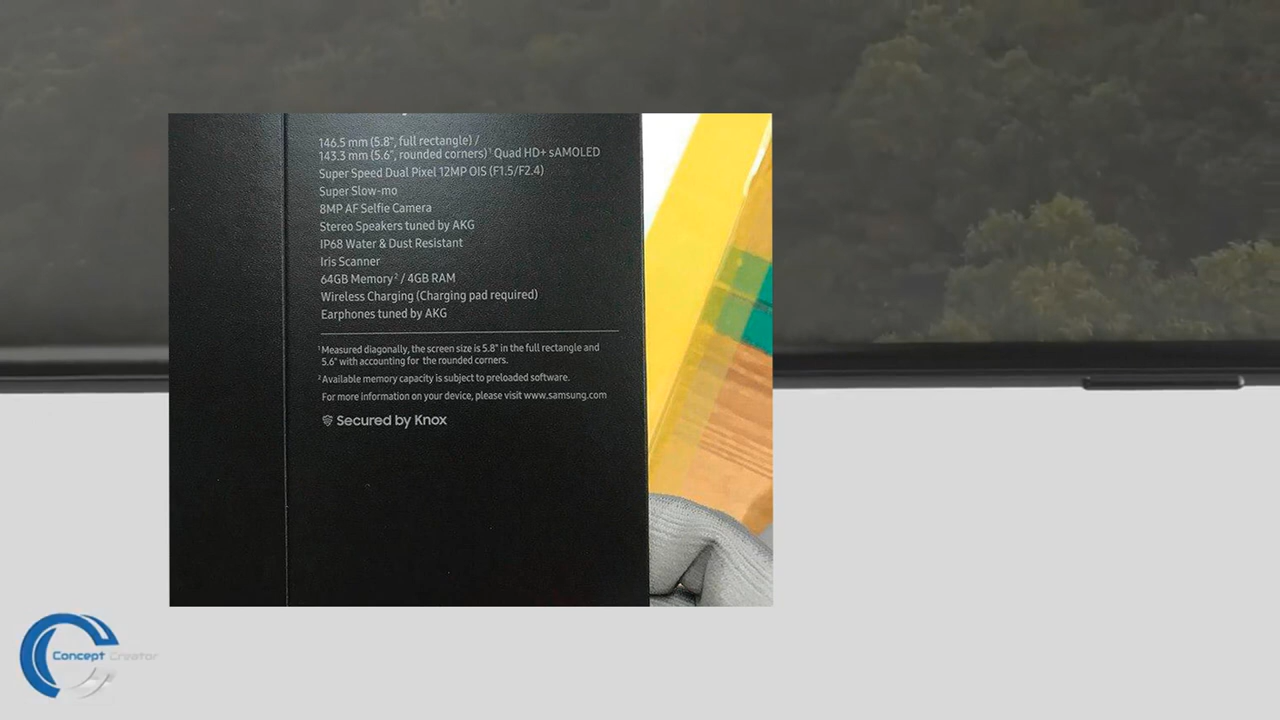 146.5 mm (5.8", full rectangle) /
143.3 mm (5.6", rounded corners)¹ Quad HD+ sAMOLED
Super Speed Dual Pixel 12MP OIS (F1.5/F2.4)
Super Slow-mo
8MP AF Selfie Camera
Stereo Speakers tuned by AKG
IP68 Water & Dust Resistant
Iris Scanner
64GB Memory² / 4GB RAM
Wireless Charging (Charging pad required)
Earphones tuned by AKG
¹ Measured diagonally, the screen size is 5.8" in the full rectangle and
5.6" with accounting for the rounded corners.
² Available memory capacity is subject to preloaded software.
For more information on your device, please visit www.samsung.com
Secured by Knox
Concept Creator